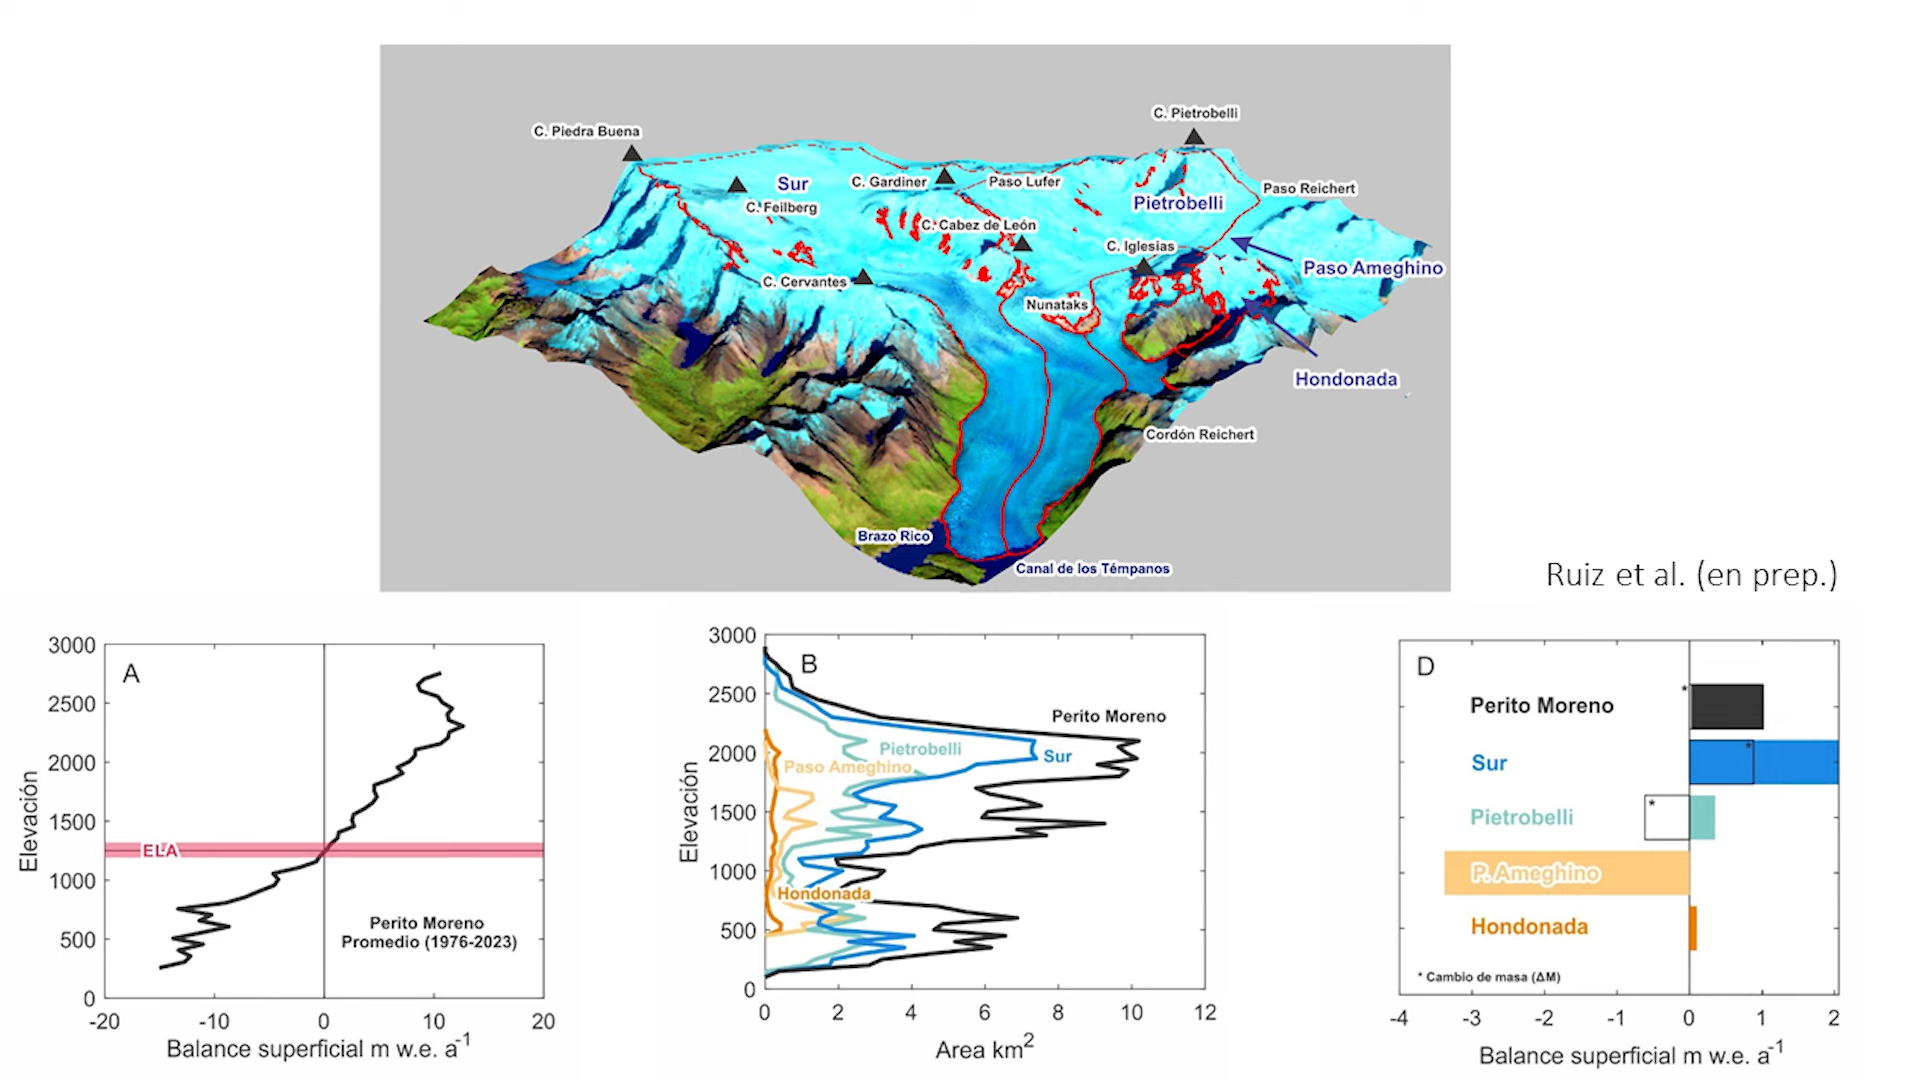 C. Pietrobelli
C. Piedra Buena
Sur
C. Gardiner
Paso Lufer
Paso Reichert
C. Feilberg
Pietrobelli
C. Cabez de León
C. Iglesias
Paso Ameghino
C. Cervantes
Nunataks
Hondonada
Cordón Reichert
Brazo Rico
Canal de los Témpanos
Ruiz et al. (en prep.)
A
3000
2500
2000
1500
1000
500
0
Elevación
ELA
Perito Moreno
Promedio (1976-2023)
-20 -10 0 10 20
Balance superficial m w.e. a-1
B
3000
2500
2000
1500
1000
500
0
Elevación
Perito Moreno
Pietrobelli
Sur
Paso Ameghino
Hondonada
0 2 4 6 8 10 12
Area km2
D
Perito Moreno *
Sur *
Pietrobelli *
P. Ameghino
Hondonada
* Cambio de masa (ΔM)
-4 -3 -2 -1 0 1 2
Balance superficial m w.e. a-1